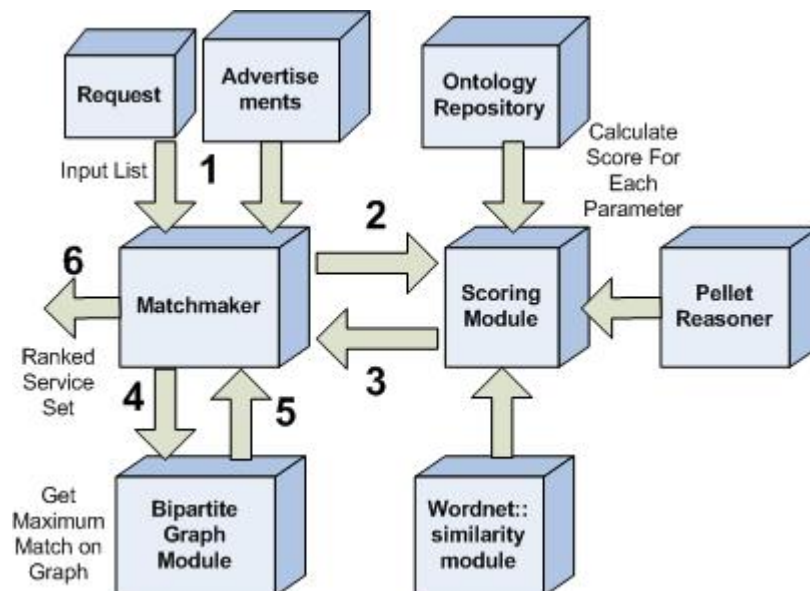 Request
Advertise
ments
Ontology
Repository
Input List
1
Calculate
Score For
Each
Parameter
2
6
Matchmaker
Scoring
Module
Pellet
Reasoner
Ranked
Service
Set
3
4
5
Get
Maximum
Match on
Graph
Bipartite
Graph
Module
Wordnet::
similarity
module